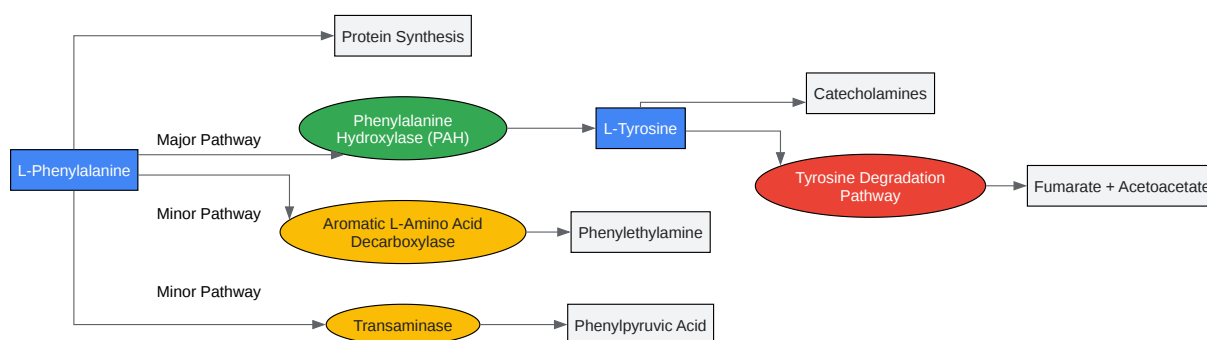 Protein Synthesis
Catecholamines
Phenylalanine
Hydroxylase (PAH)
L-Tyrosine
Major Pathway
L-Phenylalanine
Tyrosine Degradation
Pathway
Fumarate + Acetoacetate
Minor Pathway
Aromatic L-Amino Acid
Decarboxylase
Phenylethylamine
Minor Pathway
Transaminase
Phenylpyruvic Acid